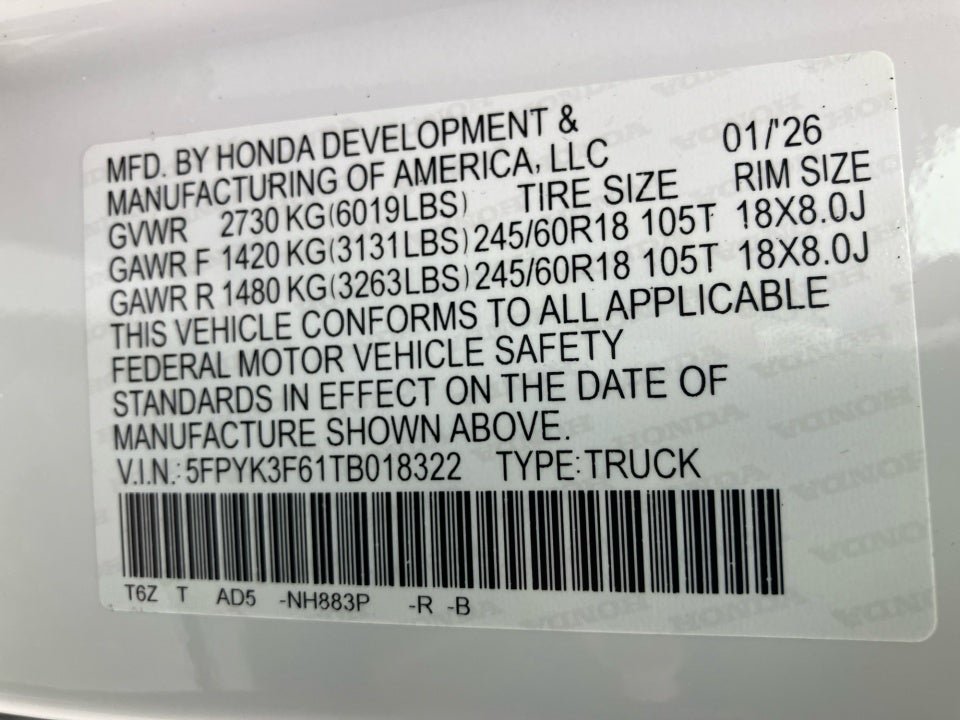 MFD. BY HONDA DEVELOPMENT & 01/'26
MANUFACTURING OF AMERICA, LLC
GVWR 2730 KG(6019LBS) TIRE SIZE RIM SIZE
GAWR F 1420 KG(3131LBS) 245/60R18 105T 18X8.0J
GAWR R 1480 KG(3263LBS) 245/60R18 105T 18X8.0J
THIS VEHICLE CONFORMS TO ALL APPLICABLE
FEDERAL MOTOR VEHICLE SAFETY
STANDARDS IN EFFECT ON THE DATE OF
MANUFACTURE SHOWN ABOVE.
V.I.N.: 5FPYK3F61TB018322 TYPE:TRUCK
T6Z T AD5 -NH883P -R -B